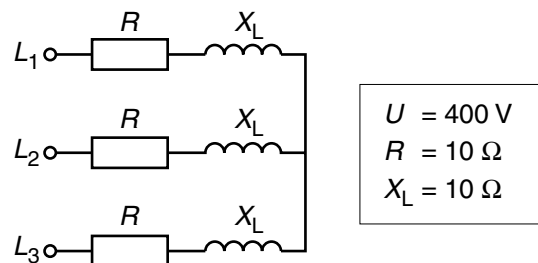 R X_L
L_1
R X_L
L_2
R X_L
L_3
U = 400 V
R = 10 Ω
X_L = 10 Ω